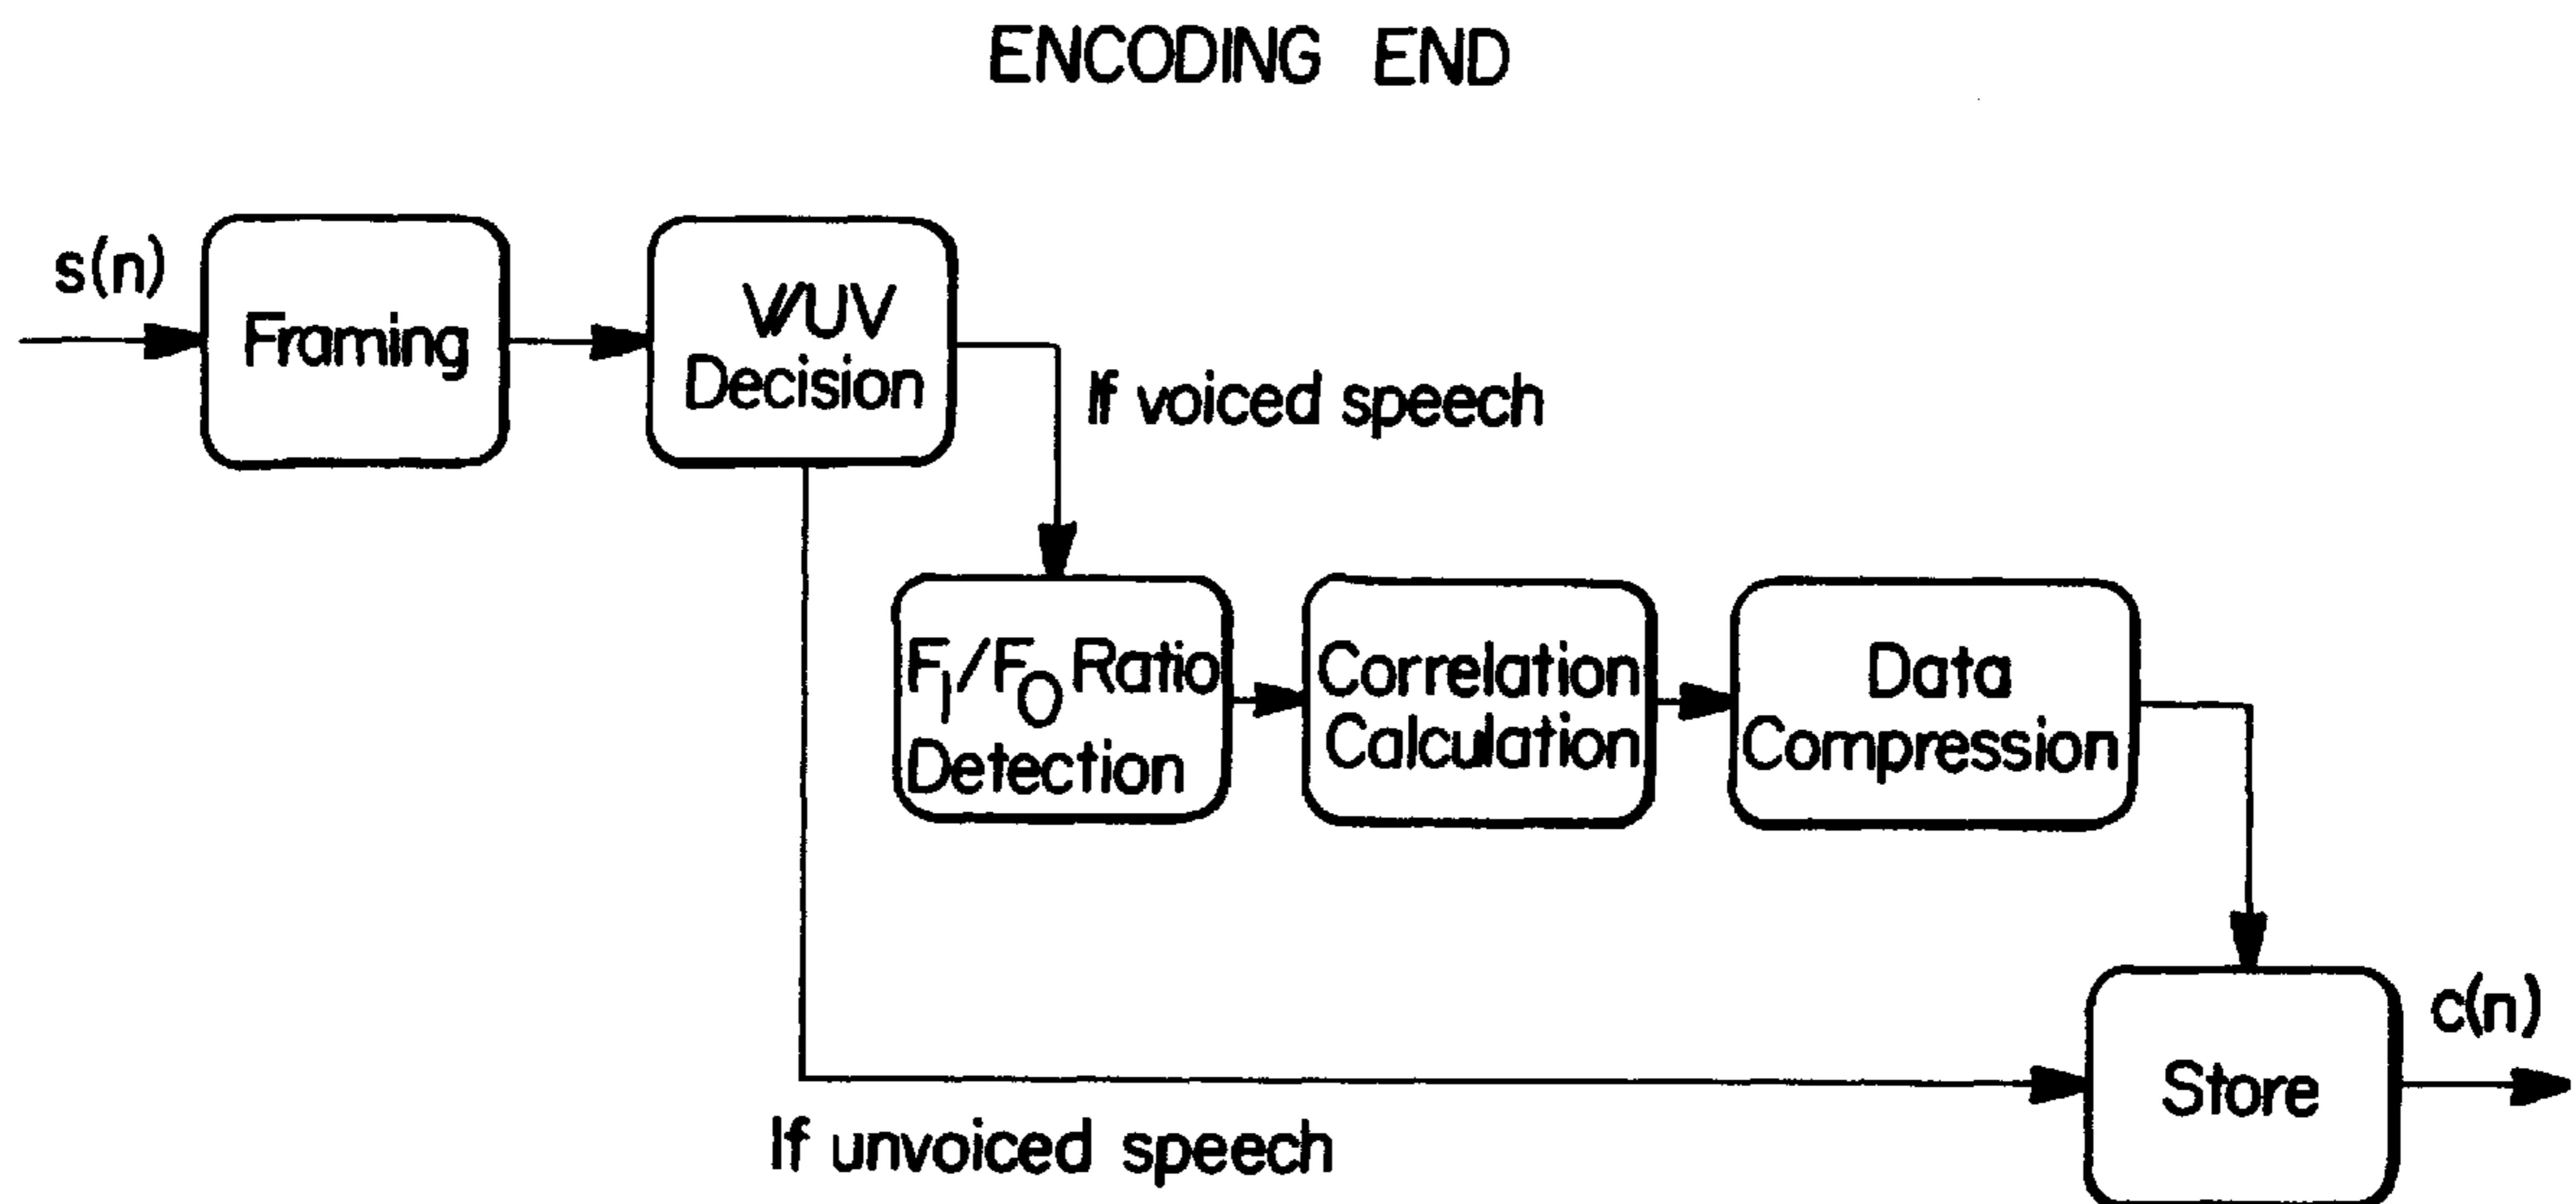 ENCODING END
s(n)
Framing
V/UV
Decision
If voiced speech
F1/F0 Ratio
Detection
Correlation
Calculation
Data
Compression
c(n)
Store
If unvoiced speech